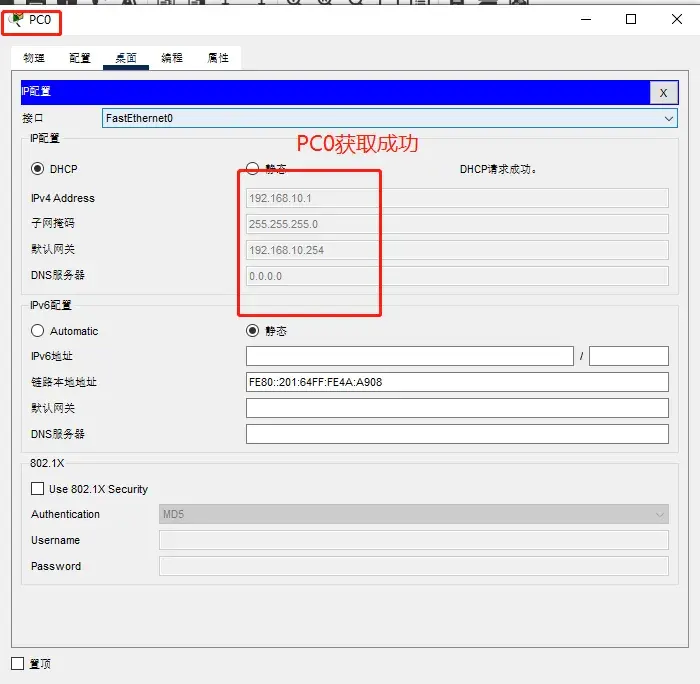 PC0
物理 配置 桌面 编程 属性
IP配置 X
接口 FastEthernet0
IP配置
PC0获取成功
DHCP 静态 DHCP请求成功。
IPv4 Address 192.168.10.1
子网掩码 255.255.255.0
默认网关 192.168.10.254
DNS服务器 0.0.0.0
IPv6配置
Automatic 静态
IPv6地址 /
链路本地地址 FE80::201:64FF:FE4A:A908
默认网关
DNS服务器
802.1X
Use 802.1X Security
Authentication MD5
Username
Password
置顶